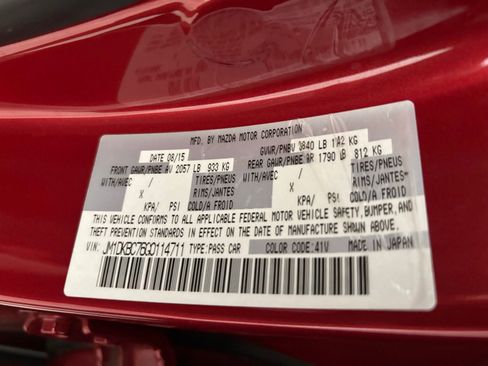 MFG. BY MAZDA MOTOR CORPORATION
DATE 08/15 GVWR/PNBV 3840 LB 1742 KG
FRONT GAWR/PNBE AV 2057 LB 933 KG REAR GAWR/PNBE AR 1790 LB 812 KG
WITH/AVEC / TIRES/PNEUS WITH/AVEC / TIRES/PNEUS
X RIMS/JANTES X RIMS/JANTES
KPA/ PSI COLD/A FROID KPA/ PSI COLD/A FROID
THIS VEHICLE CONFORMS TO ALL APPLICABLE FEDERAL MOTOR VEHICLE SAFETY, BUMPER, AND
THEFT PREVENTION STANDARDS IN EFFECT ON THE DATE OF MANUFACTURE SHOWN ABOVE.
VIN: JM1DKBC76G0114711 TYPE:PASS CAR COLOR CODE:41V MADE IN JAPAN